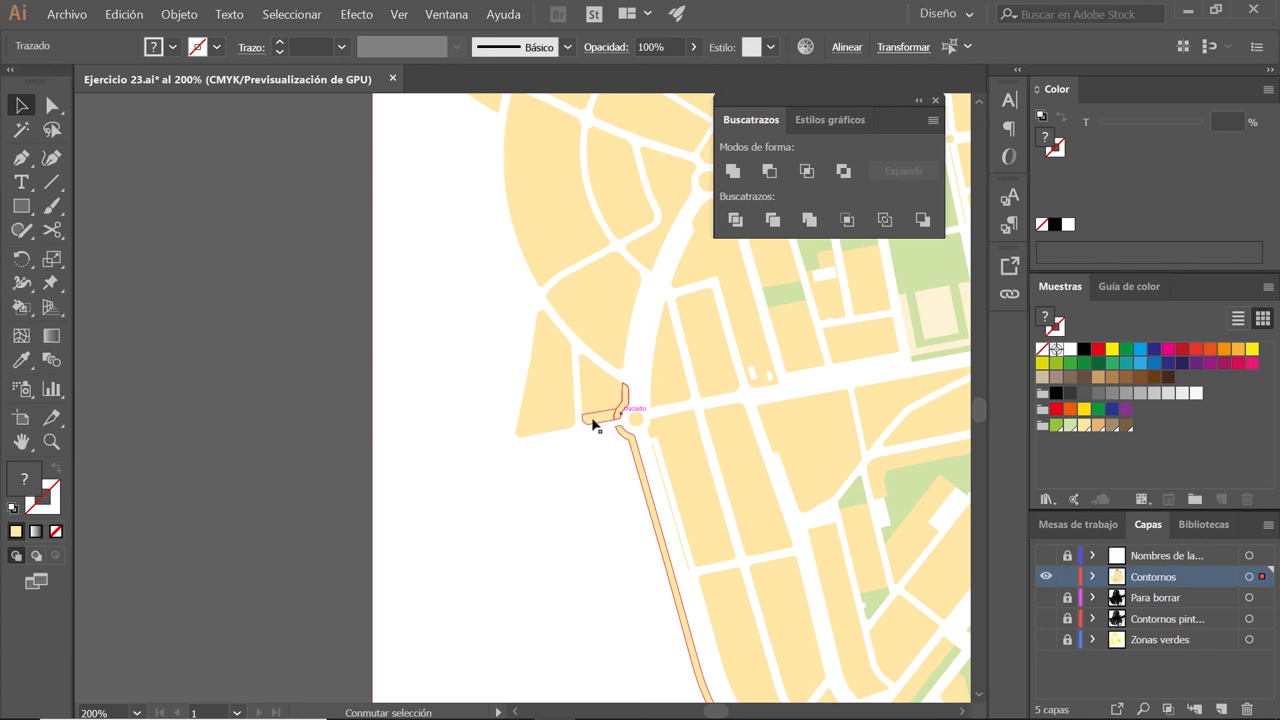 Ai Archivo Edición Objeto Texto Seleccionar Efecto Ver Ventana Ayuda Br St Diseño Buscar en Adobe Stock
Trazado ? Trazo: Básico Opacidad: 100% Estilo: Alinear Transformar
Ejercicio 23.ai* al 200% (CMYK/Previsualización de GPU)
Buscatrazos Estilos gráficos
Modos de forma:
Expandir
Buscatrazos:
trazado
Color
T %
?
Muestras Guía de color
?
Mesas de trabajo Capas Bibliotecas
Nombres de la...
Contornos
Para borrar
Contornos pint...
Zonas verdes
5 capas
?
200% 1 Conmutar selección